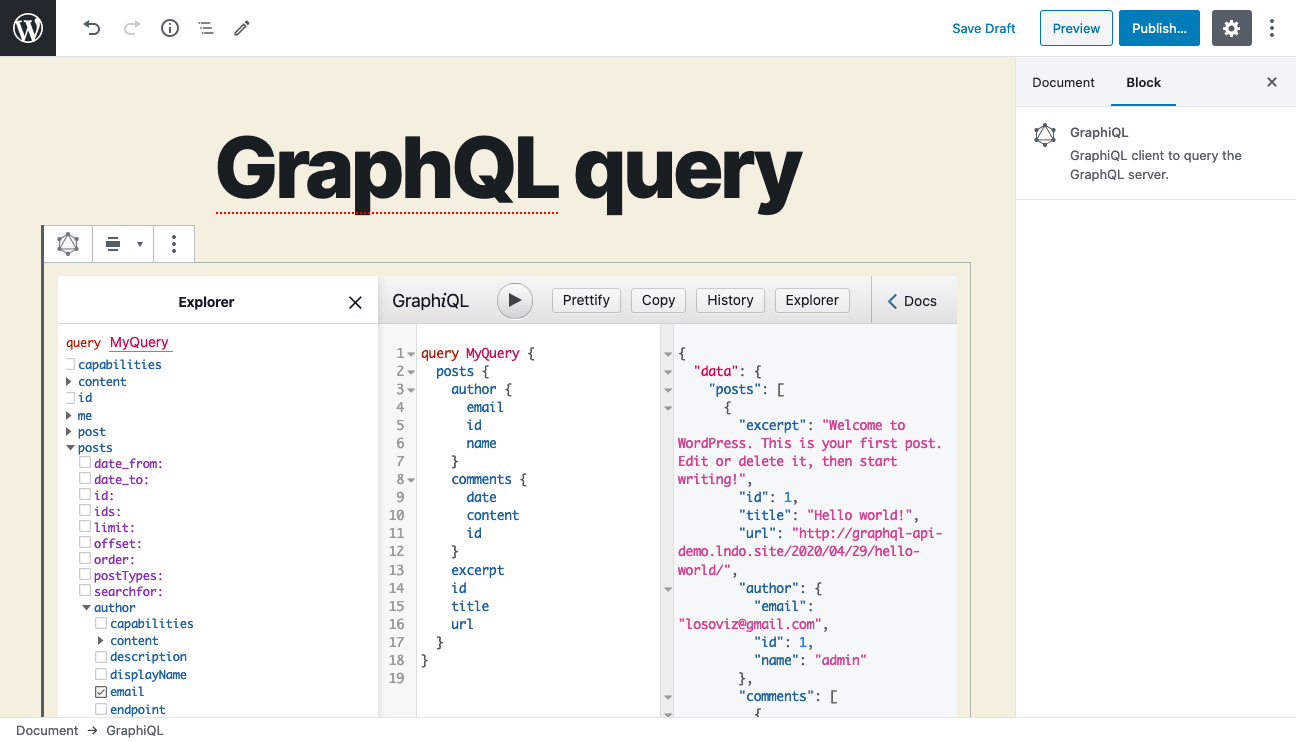 Save Draft
Preview
Publish...
Document
Block
GraphiQL
GraphiQL client to query the
GraphQL server.
GraphQL query
Explorer
query MyQuery
capabilities
content
id
me
post
posts
date_from:
date_to:
id:
ids:
limit:
offset:
order:
postTypes:
searchfor:
author
capabilities
content
description
displayName
email
endpoint
GraphiQL
Prettify
Copy
History
Explorer
Docs
1 query MyQuery {
2 posts {
3 author {
4 email
5 id
6 name
7 }
8 comments {
9 date
10 content
11 id
12 }
13 excerpt
14 id
15 title
16 url
17 }
18 }
19
{
"data": {
"posts": [
{
"excerpt": "Welcome to
WordPress. This is your first post.
Edit or delete it, then start
writing!",
"id": 1,
"title": "Hello world!",
"url": "http://graphql-api-
demo.lndo.site/2020/04/29/hello-
world/",
"author": {
"email":
"losoviz@gmail.com",
"id": 1,
"name": "admin"
},
"comments": [
{
Document → GraphiQL